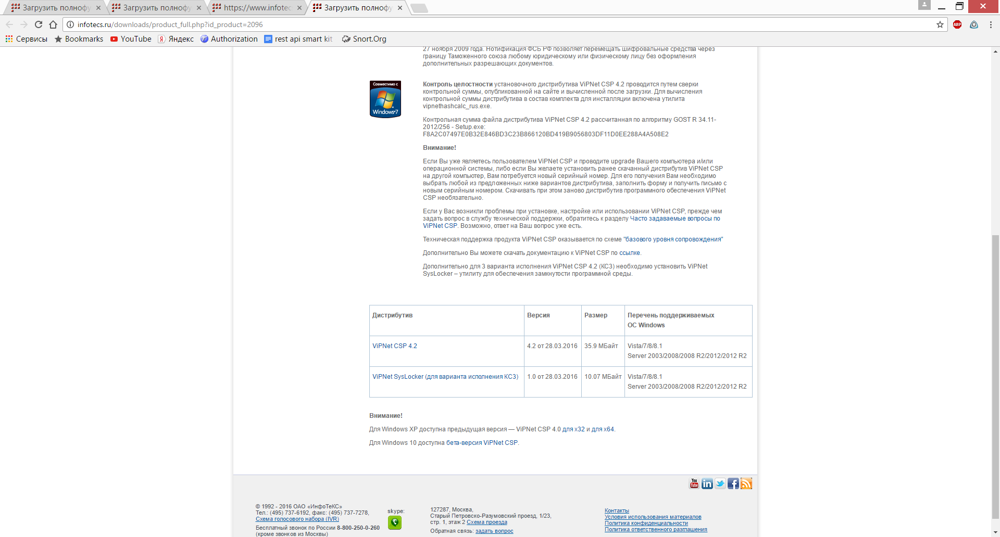 Загрузить полнофу
Загрузить полнофу
https://www.infotec
Загрузить полнофу
infotecs.ru/downloads/product_full.php?id_product=2096
ABP
Сервисы
Bookmarks
YouTube
Яндекс
Authorization
rest api smart kit
Snort.Org
27 ноября 2009 года. Нотификация ФСБ РФ позволяет перемещать шифровальные средства через
границу Таможенного союза любому юридическому или физическому лицу без оформления
дополнительных разрешающих документов.
Совместимо с
Windows 7
Контроль целостности установочного дистрибутива ViPNet CSP 4.2 проводится путем сверки
контрольной суммы, опубликованной на сайте и вычисленной после загрузки. Для вычисления
контрольной суммы дистрибутива в состав комплекта для инсталляции включена утилита
vipnethashcalc_rus.exe.
Контрольная сумма файла дистрибутива ViPNet CSP 4.2 рассчитанная по алгоритму GOST R 34.11-
2012/256 - Setup.exe:
F8A2C07497E0B32E846BD3C23B866120BD419B9056803DF11D0EE288A4A508E2
Внимание!
Если Вы уже являетесь пользователем ViPNet CSP и проводите upgrade Вашего компьютера и/или
операционной системы, либо если Вы желаете установить ранее скачанный дистрибутив ViPNet CSP
на другой компьютер, Вам потребуется новый серийный номер. Для его получения Вам необходимо
выбрать любой из предложенных ниже вариантов дистрибутива, заполнить форму и получить письмо с
новым серийным номером. Скачивать при этом заново дистрибутив программного обеспечения ViPNet
CSP необязательно.
Если у Вас возникли проблемы при установке, настройке или использовании ViPNet CSP, прежде чем
задать вопрос в службу технической поддержки, обратитесь к разделу Часто задаваемые вопросы по
ViPNet CSP. Возможно, ответ на Ваш вопрос уже есть.
Техническая поддержка продукта ViPNet CSP оказывается по схеме "базового уровня сопровождения"
Дополнительно Вы можете скачать документацию к ViPNet CSP по ссылке.
Дополнительно для 3 варианта исполнения ViPNet CSP 4.2 (КС3) необходимо установить ViPNet
SysLocker – утилиту для обеспечения замкнутости программной среды.
Дистрибутив
Версия
Размер
Перечень поддерживаемых
ОС Windows
ViPNet CSP 4.2
4.2 от 28.03.2016
35.9 МБайт
Vista/7/8/8.1
Server 2003/2008/2008 R2/2012/2012 R2
ViPNet SysLocker (для варианта исполнения КС3)
1.0 от 28.03.2016
10.07 МБайт
Vista/7/8/8.1
Server 2003/2008/2008 R2/2012/2012 R2
Внимание!
Для Windows XP доступна предыдущая версия — ViPNet CSP 4.0 для x32 и для x64.
Для Windows 10 доступна бета-версия ViPNet CSP.
You Tube
in
f
© 1992 - 2016 ОАО «ИнфоТеКС»
Тел.: (495) 737-6192, факс: (495) 737-7278,
Схема голосового набора (IVR)
Бесплатный звонок по России 8-800-250-0-260
(кроме звонков из Москвы)
skype:
127287, Москва,
Старый Петровско-Разумовский проезд, 1/23,
стр. 1, этаж 2 Схема проезда
Обратная связь: задать вопрос
Контакты
Условия использования материалов
Политика конфиденциальности
Политика ответственного разглашения